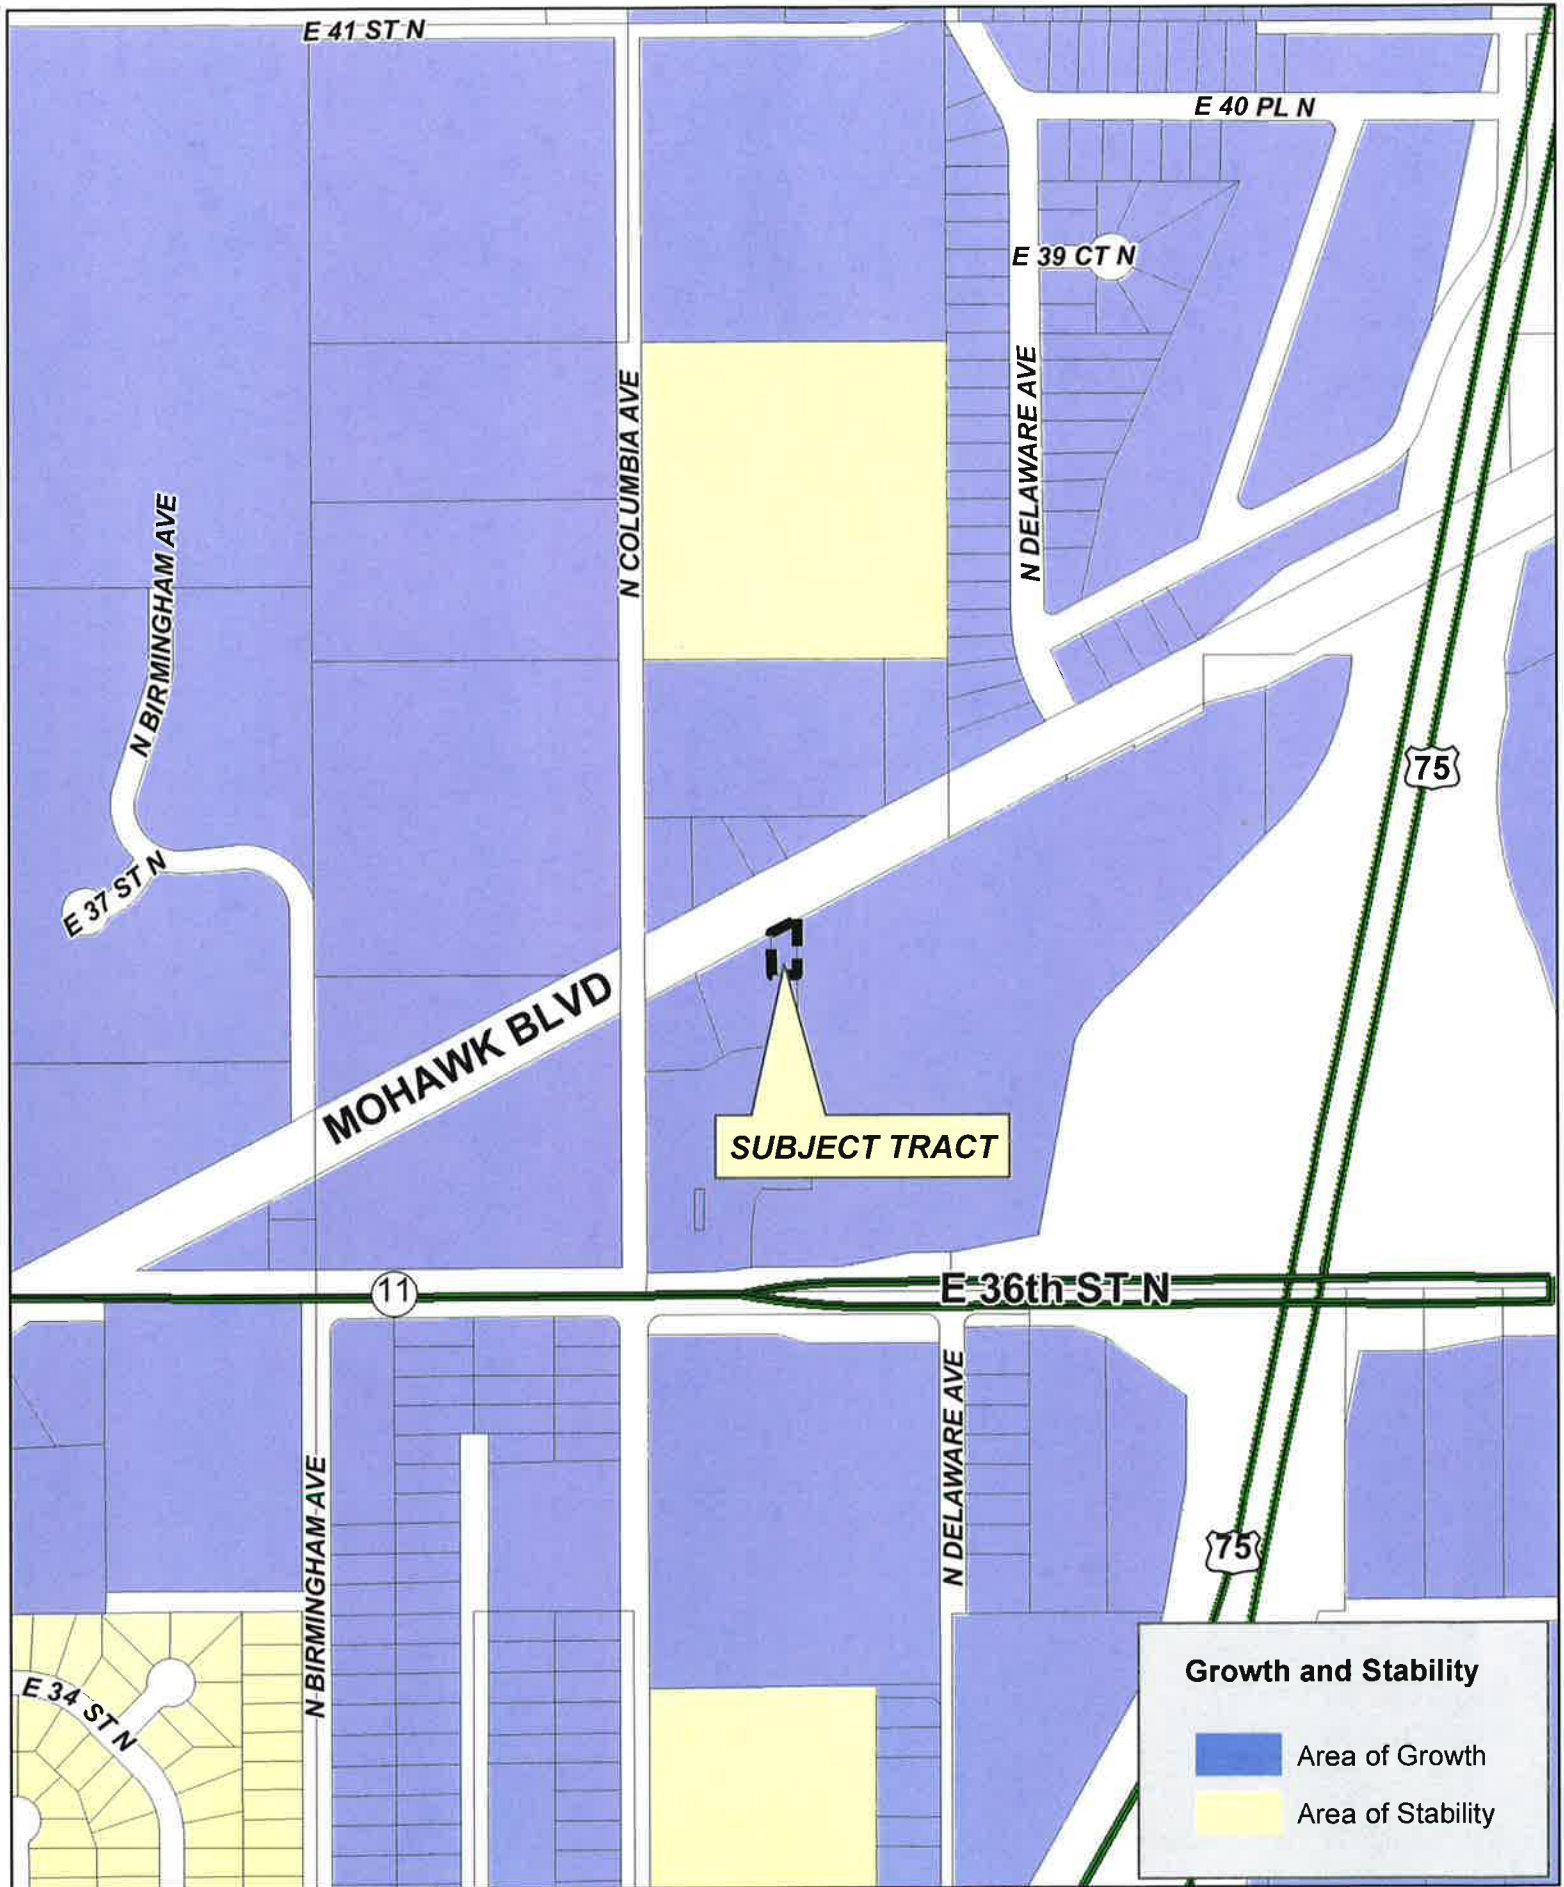 E 41 ST N
E 40 PL N
E 39 CT N
N COLUMBIA AVE
N DELAWARE AVE
N BIRMINGHAM AVE
75
E 37 ST N
MOHAWK BLVD
SUBJECT TRACT
11
E 36th ST N
N DELAWARE AVE
N BIRMINGHAM AVE
75
E 34 ST N
Growth and Stability
Area of Growth
Area of Stability